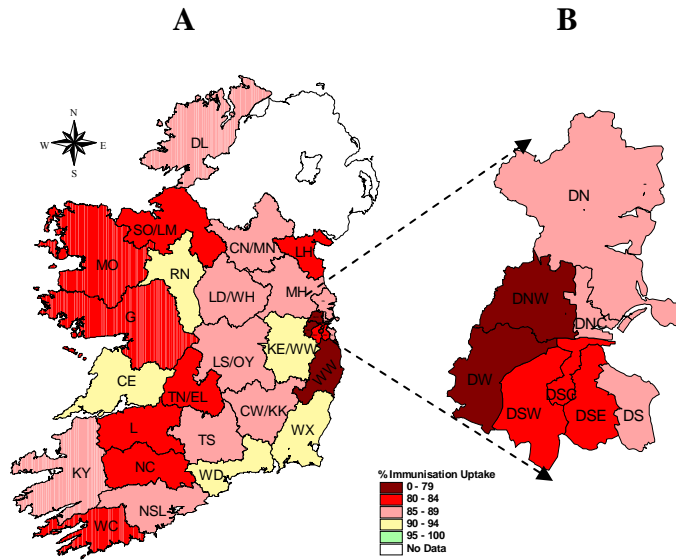 A
B
N
W E
S
DL
SO/LM
CN/MN
LH
MO
RN
LD/WH
MH
G
KE/WW
LS/OY
WW
CE
TN/EL
CW/KK
L
TS
WX
KY
NC
WD
NSL
WC
DN
DNW
DNC
DW
DSC
DSW
DSE
DS
% Immunisation Uptake
0 - 79
80 - 84
85 - 89
90 - 94
95 - 100
No Data